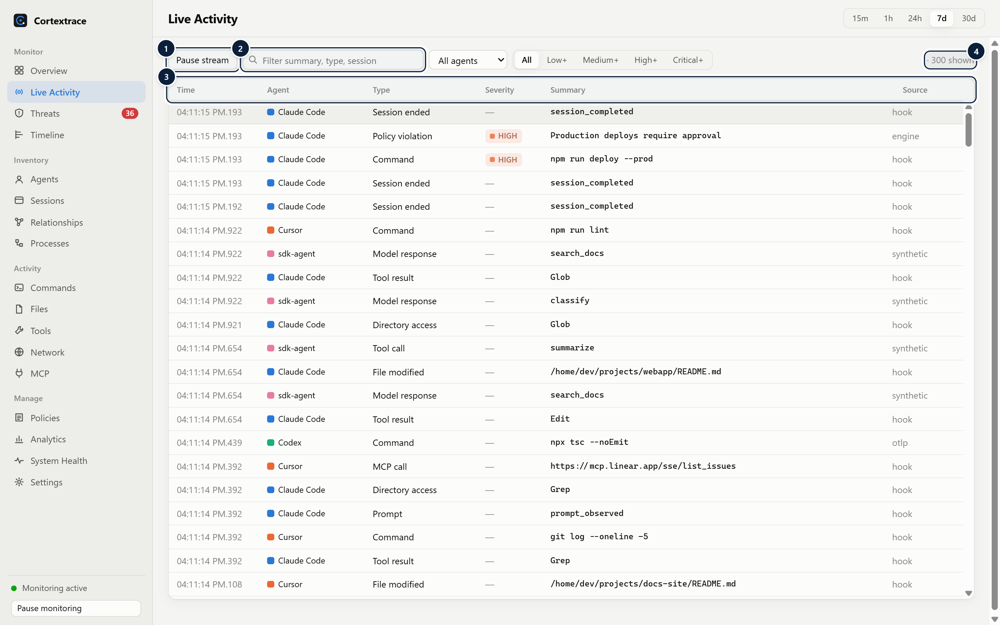 Cortextrace
Live Activity
15m 1h 24h 7d 30d
Monitor
Overview
Live Activity
Threats 36
Timeline
Inventory
Agents
Sessions
Relationships
Processes
Activity
Commands
Files
Tools
Network
MCP
Manage
Policies
Analytics
System Health
Settings
Monitoring active
Pause monitoring
1 2 4
Pause stream Filter summary, type, session All agents All Low+ Medium+ High+ Critical+ · 300 shown
3
Time Agent Type Severity Summary Source
04:11:15 PM.193 Claude Code Session ended — session_completed hook
04:11:15 PM.193 Claude Code Policy violation HIGH Production deploys require approval engine
04:11:15 PM.193 Claude Code Command HIGH npm run deploy --prod hook
04:11:15 PM.193 Claude Code Session ended — session_completed hook
04:11:15 PM.192 Claude Code Session ended — session_completed hook
04:11:14 PM.922 Cursor Command — npm run lint hook
04:11:14 PM.922 sdk-agent Model response — search_docs synthetic
04:11:14 PM.922 Claude Code Tool result — Glob hook
04:11:14 PM.922 sdk-agent Model response — classify synthetic
04:11:14 PM.921 Claude Code Directory access — Glob hook
04:11:14 PM.654 sdk-agent Tool call — summarize synthetic
04:11:14 PM.654 Claude Code File modified — /home/dev/projects/webapp/README.md hook
04:11:14 PM.654 sdk-agent Model response — search_docs synthetic
04:11:14 PM.654 Claude Code Tool result — Edit hook
04:11:14 PM.439 Codex Command — npx tsc --noEmit otlp
04:11:14 PM.392 Cursor MCP call — https://mcp.linear.app/sse/list_issues hook
04:11:14 PM.392 Claude Code Directory access — Grep hook
04:11:14 PM.392 Claude Code Prompt — prompt_observed hook
04:11:14 PM.392 Cursor Command — git log --oneline -5 hook
04:11:14 PM.392 Claude Code Tool result — Grep hook
04:11:14 PM.108 Cursor File modified — /home/dev/projects/docs-site/README.md hook